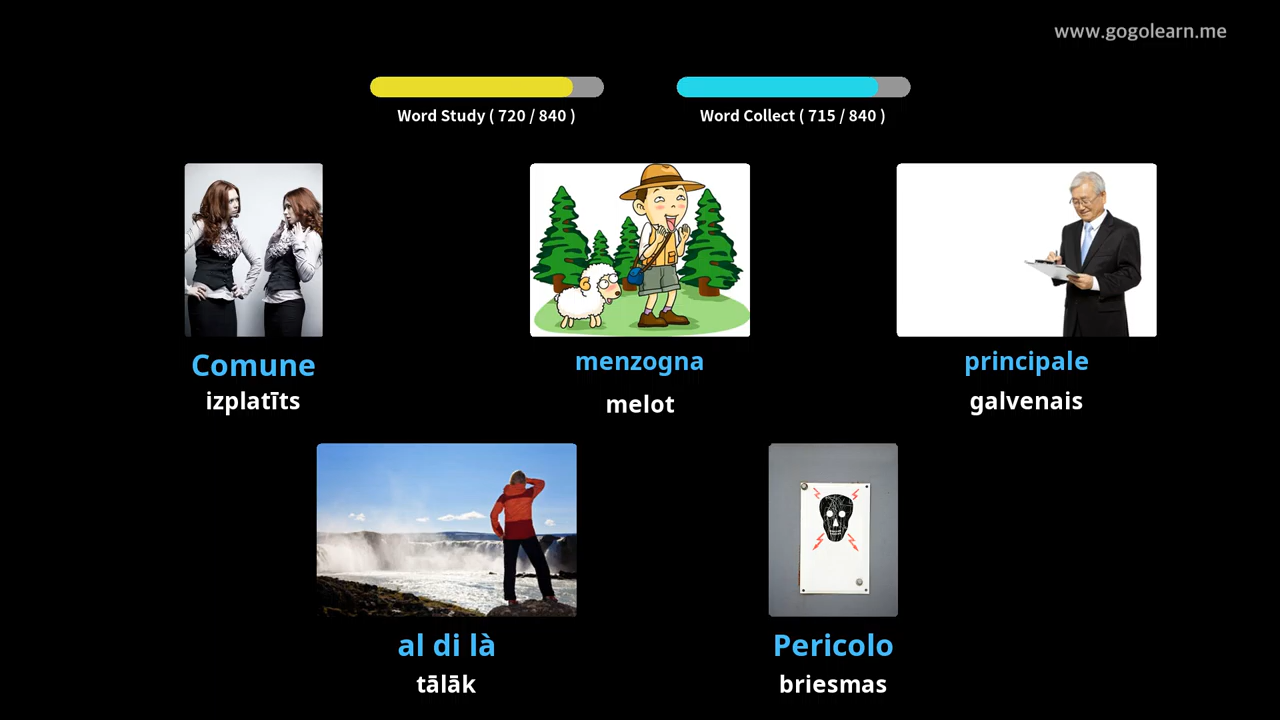 www.gogolearn.me
Word Study ( 720 / 840 )
Word Collect ( 715 / 840 )
Comune
izplatīts
menzogna
melot
principale
galvenais
al di là
tālāk
Pericolo
briesmas